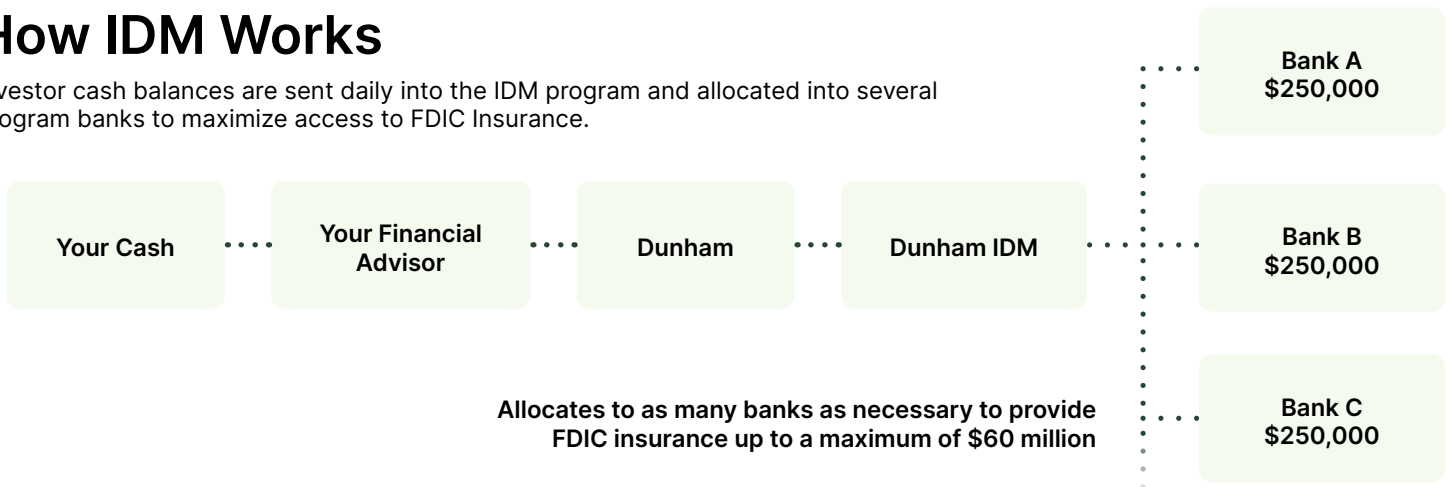 How IDM Works
vestor cash balances are sent daily into the IDM program and allocated into several
ogram banks to maximize access to FDIC Insurance.
Your Cash
Your Financial
Advisor
Dunham
Dunham IDM
Bank A
$250,000
Bank B
$250,000
Bank C
$250,000
Allocates to as many banks as necessary to provide
FDIC insurance up to a maximum of $60 million